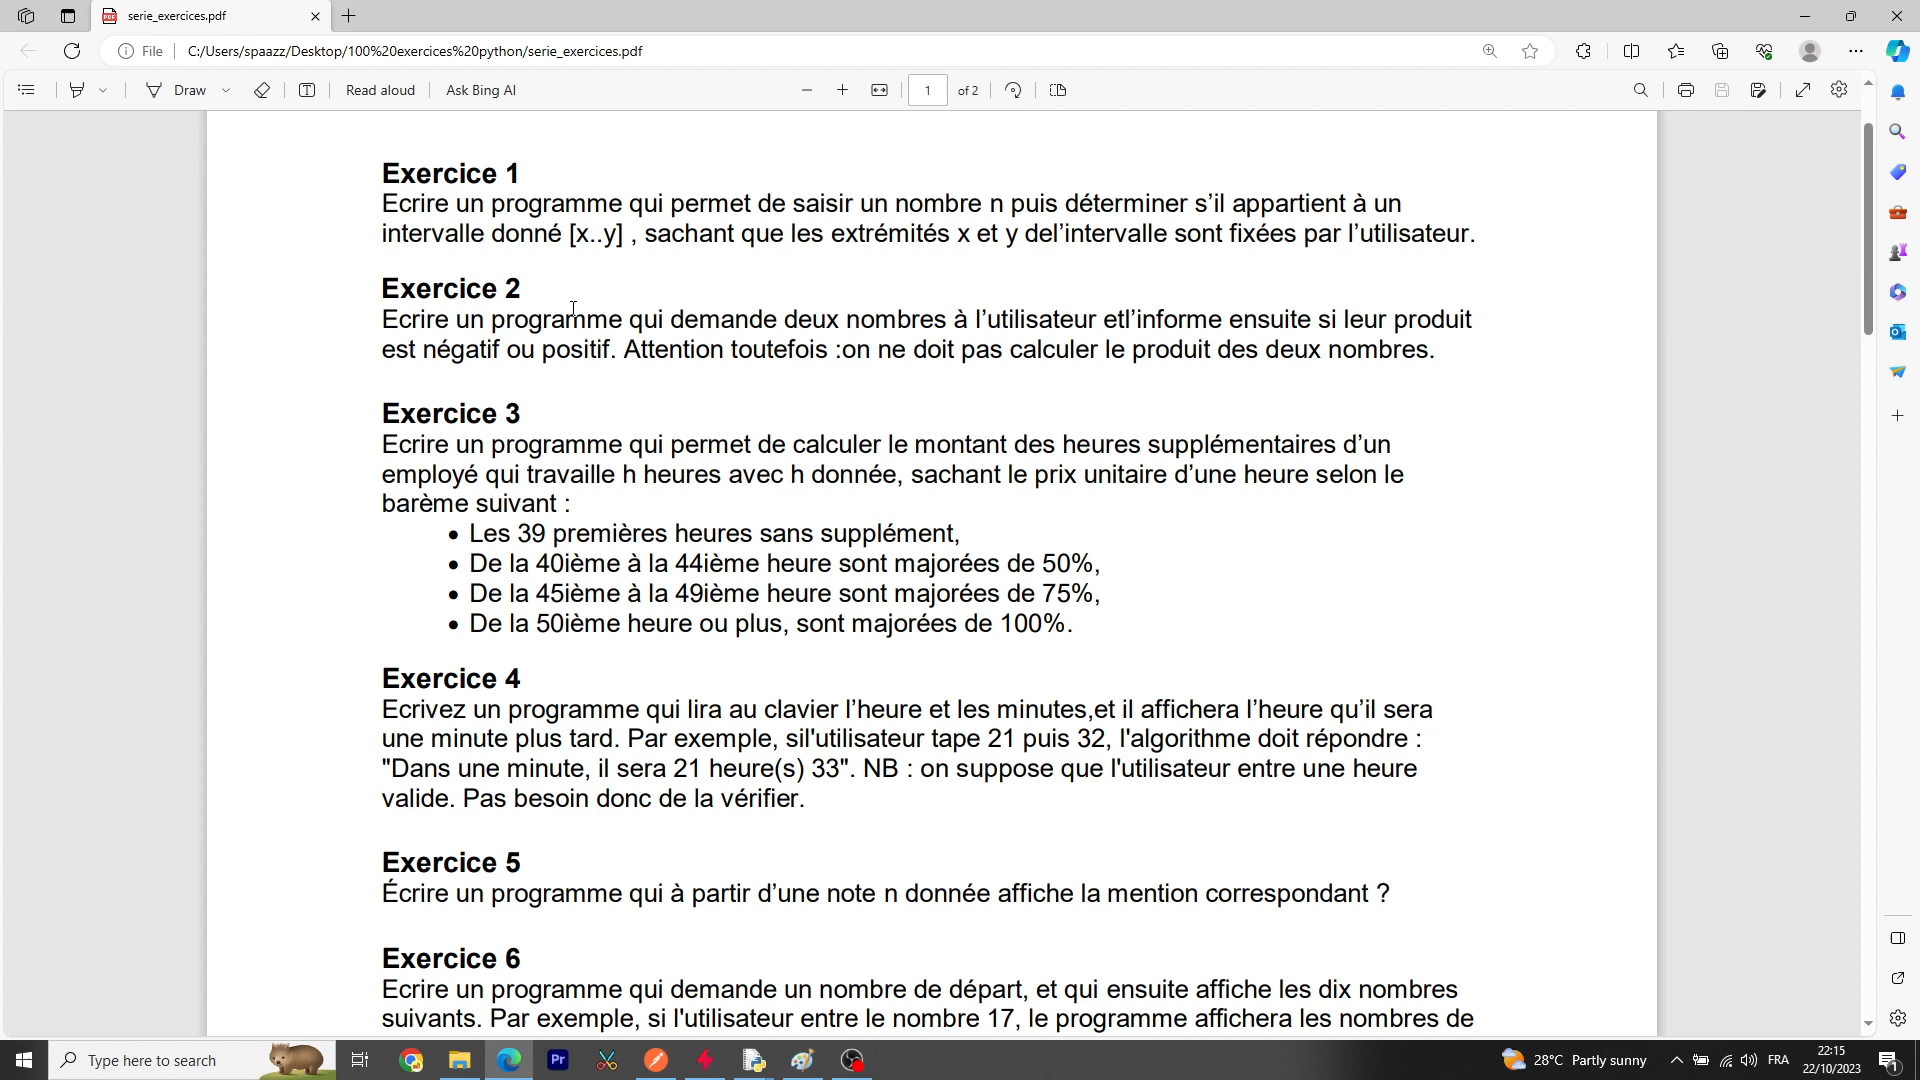 serie_exercices.pdf
File
C:/Users/spaazz/Desktop/100%20exercices%20python/serie_exercices.pdf
Draw
Read aloud
Ask Bing AI
1
of 2
Exercice 1
Ecrire un programme qui permet de saisir un nombre n puis déterminer s’il appartient à un
intervalle donné [x..y] , sachant que les extrémités x et y del’intervalle sont fixées par l’utilisateur.
Exercice 2
Ecrire un programme qui demande deux nombres à l’utilisateur etl’informe ensuite si leur produit
est négatif ou positif. Attention toutefois :on ne doit pas calculer le produit des deux nombres.
Exercice 3
Ecrire un programme qui permet de calculer le montant des heures supplémentaires d’un
employé qui travaille h heures avec h donnée, sachant le prix unitaire d’une heure selon le
barème suivant :
• Les 39 premières heures sans supplément,
• De la 40ième à la 44ième heure sont majorées de 50%,
• De la 45ième à la 49ième heure sont majorées de 75%,
• De la 50ième heure ou plus, sont majorées de 100%.
Exercice 4
Ecrivez un programme qui lira au clavier l’heure et les minutes,et il affichera l’heure qu’il sera
une minute plus tard. Par exemple, sil'utilisateur tape 21 puis 32, l'algorithme doit répondre :
"Dans une minute, il sera 21 heure(s) 33". NB : on suppose que l'utilisateur entre une heure
valide. Pas besoin donc de la vérifier.
Exercice 5
Écrire un programme qui à partir d’une note n donnée affiche la mention correspondant ?
Exercice 6
Ecrire un programme qui demande un nombre de départ, et qui ensuite affiche les dix nombres
suivants. Par exemple, si l'utilisateur entre le nombre 17, le programme affichera les nombres de
Type here to search
Pr
28°C Partly sunny
FRA
22:15
22/10/2023
1